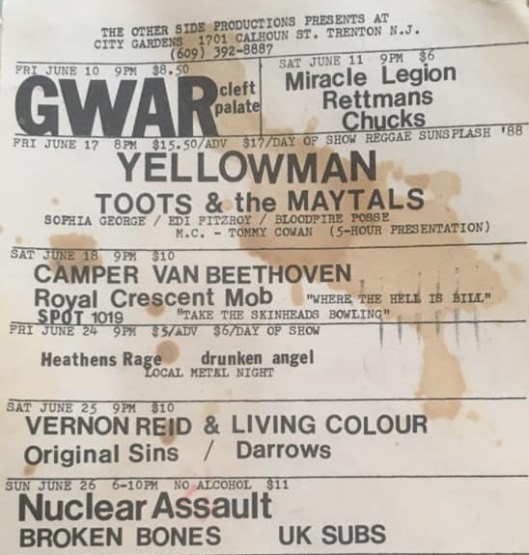 THE OTHER SIDE PRODUCTIONS PRESENTS AT
CITY GARDENS 1701 CALHOUN ST. TRENTON N.J.
(609) 392-8887
FRI JUNE 10 9PM $8.50
GWAR
cleft
palate
SAT JUNE 11 9PM $6
Miracle Legion
Rettmans
Chucks
FRI JUNE 17 8PM $15.50/ADV $17/DAY OF SHOW REGGAE SUNSPLASH '88
YELLOWMAN
TOOTS & the MAYTALS
SOPHIA GEORGE / EDI FITZROY / BLOODFIRE POSSE
M.C. - TOMMY COWAN (5-HOUR PRESENTATION)
SAT JUNE 18 9PM $10
CAMPER VAN BEETHOVEN
Royal Crescent Mob "WHERE THE HELL IS BILL"
SPOT 1019 "TAKE THE SKINHEADS BOWLING"
FRI JUNE 24 9PM $5/ADV $6/DAY OF SHOW
Heathens Rage drunken angel
LOCAL METAL NIGHT
SAT JUNE 25 9PM $10
VERNON REID & LIVING COLOUR
Original Sins / Darrows
SUN JUNE 26 6-10PM NO ALCOHOL $11
Nuclear Assault
BROKEN BONES UK SUBS